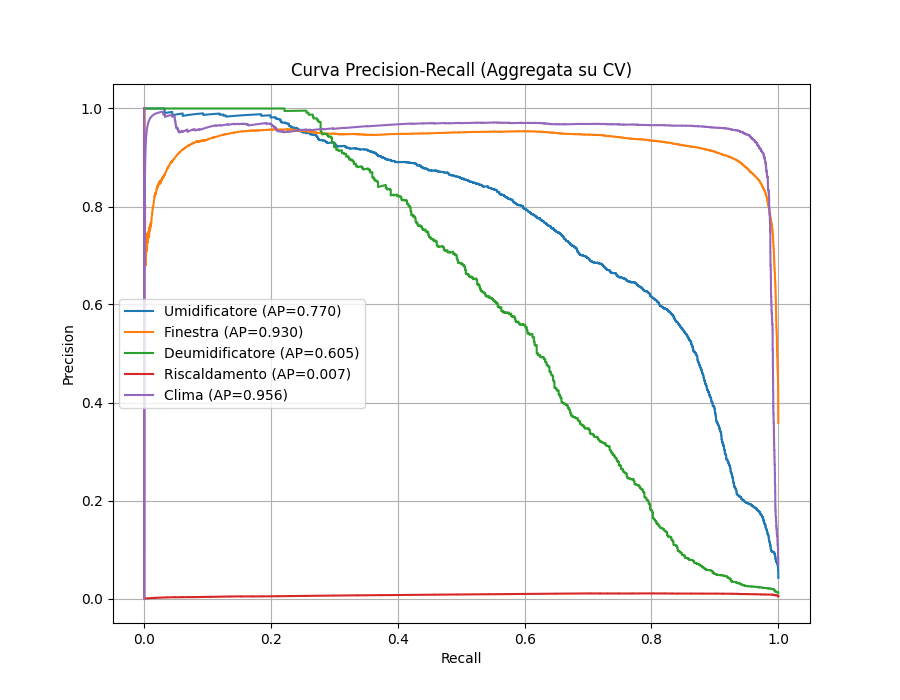 Curva Precision-Recall (Aggregata su CV)
Precision
1.0
0.8
0.6
0.4
0.2
0.0
Umidificatore (AP=0.770)
Finestra (AP=0.930)
Deumidificatore (AP=0.605)
Riscaldamento (AP=0.007)
Clima (AP=0.956)
0.0 0.2 0.4 0.6 0.8 1.0
Recall